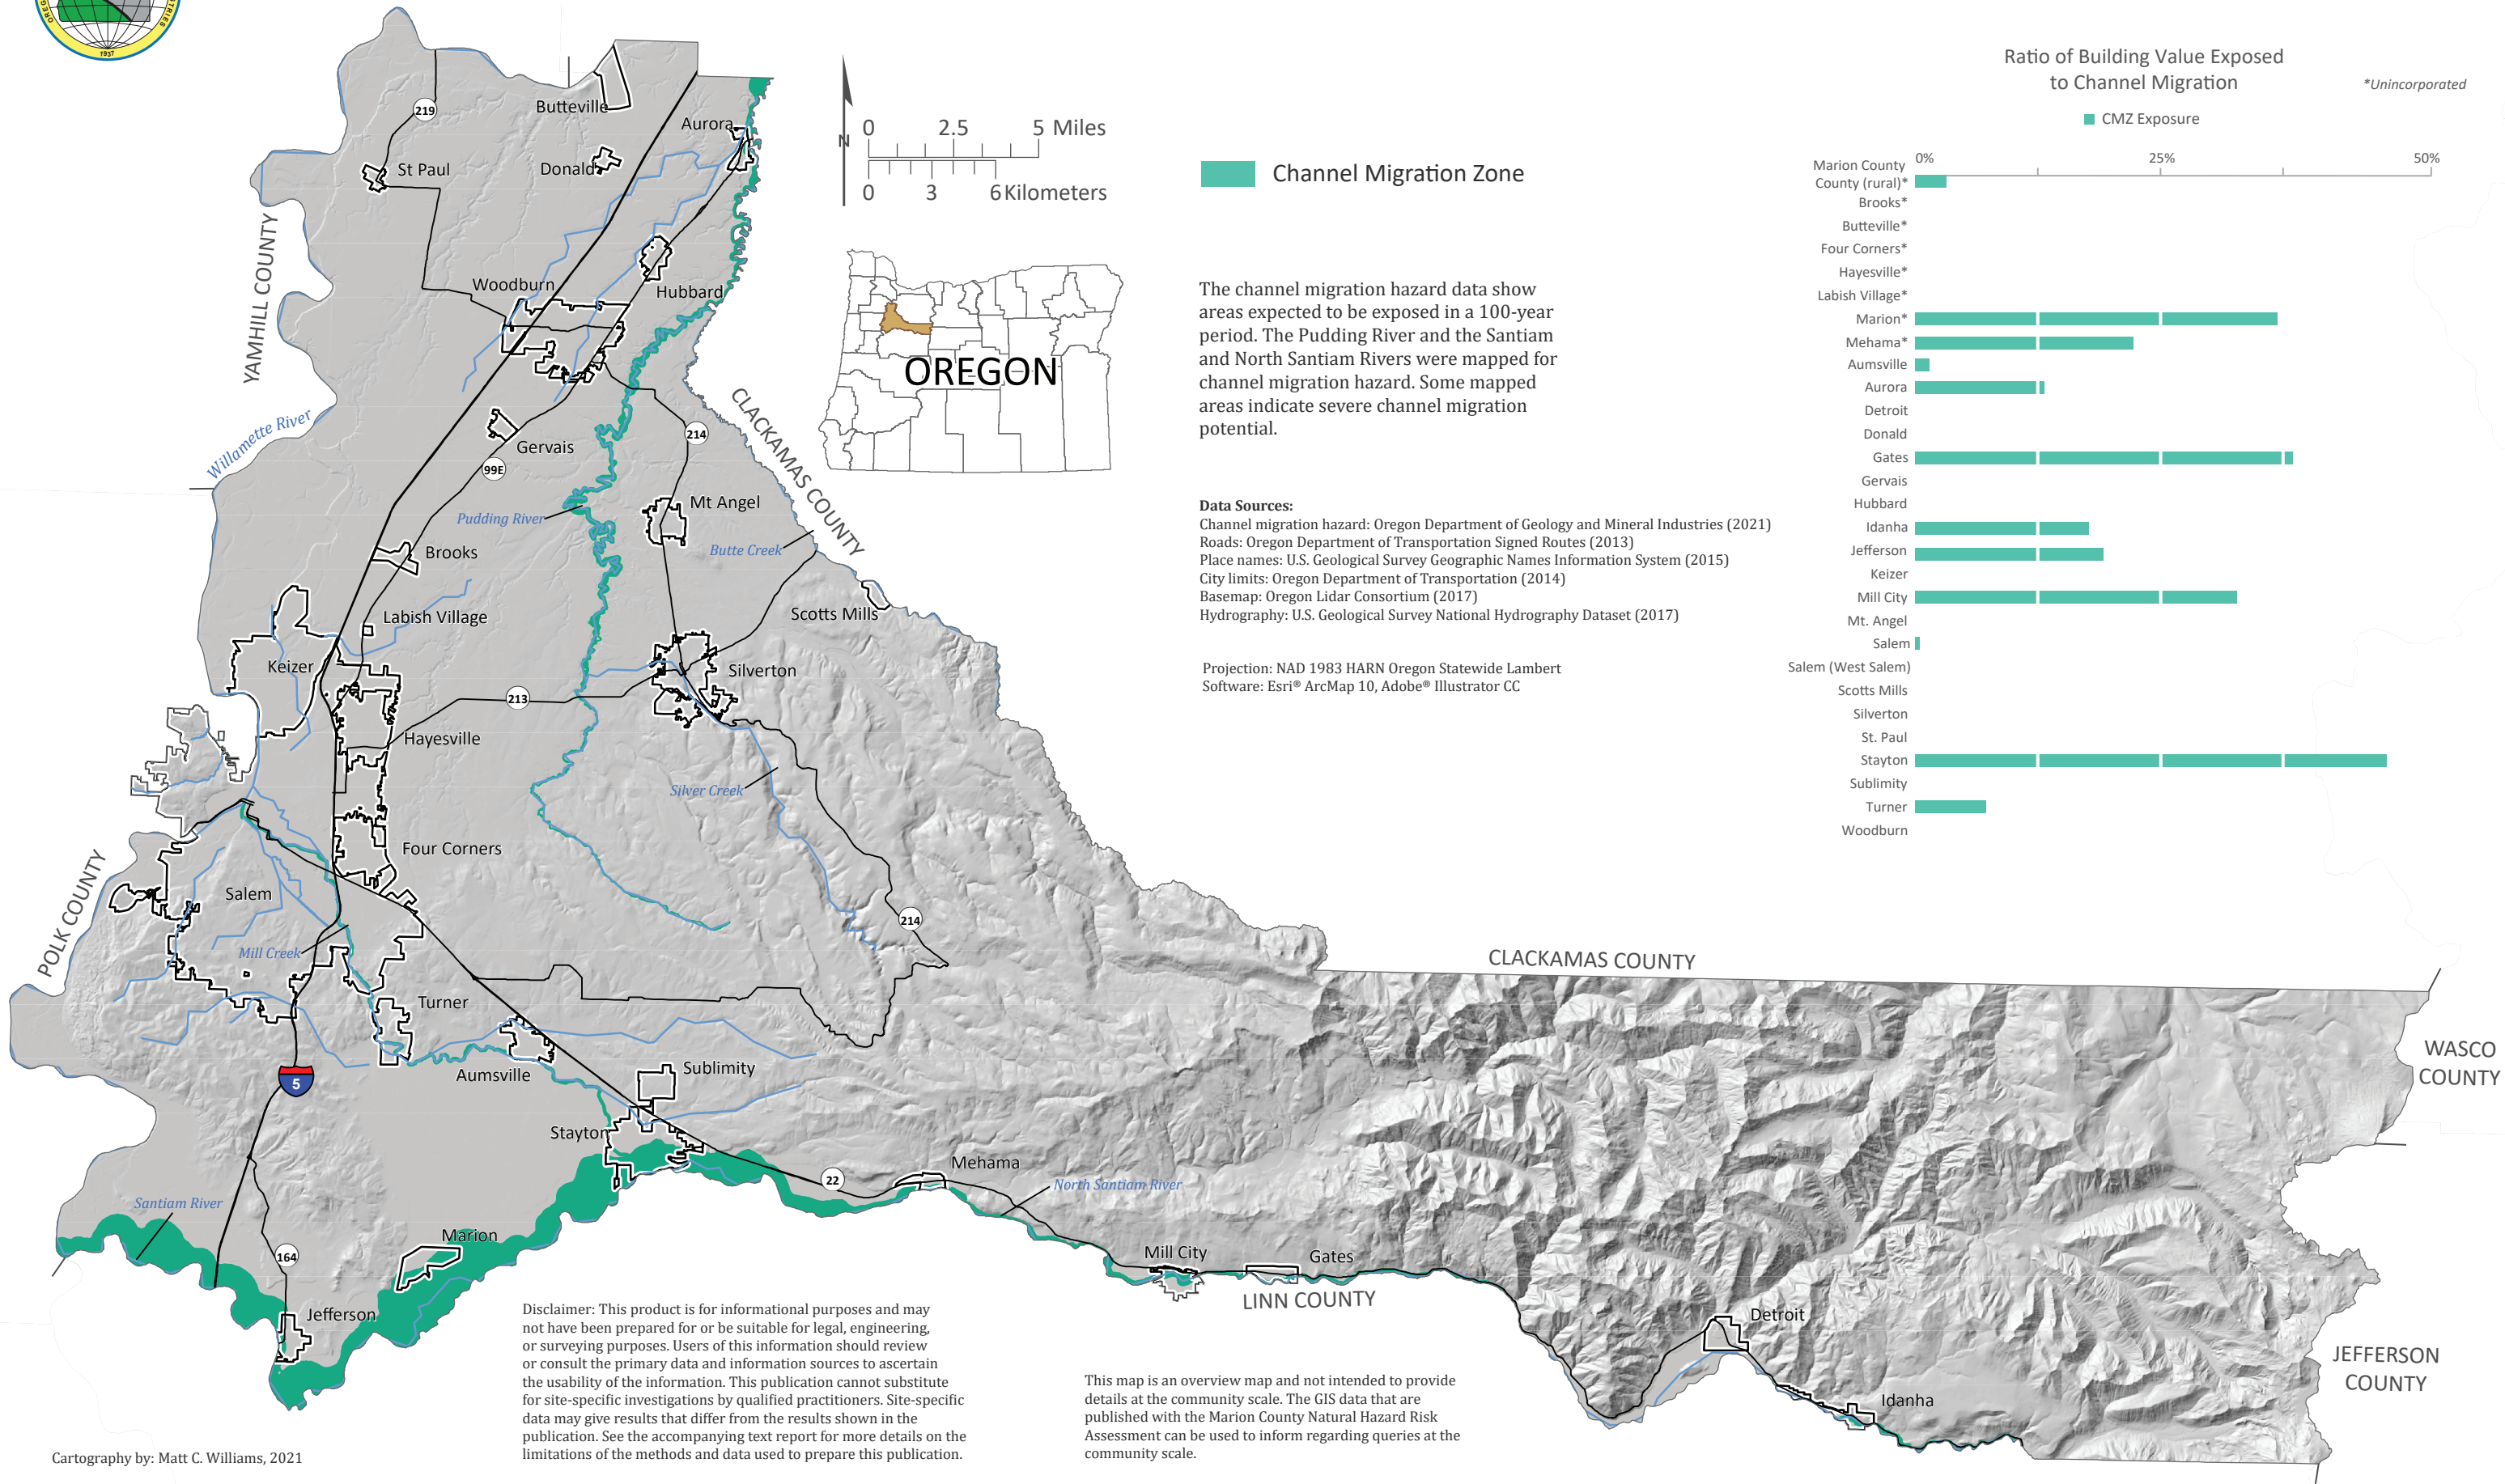 1937
219
Butteville
Aurora
St Paul
Donald
YAMHILL COUNTY
Woodburn
Hubbard
Willamette River
CLACKAMAS COUNTY
214
Gervais
99E
Mt Angel
Pudding River
Butte Creek
Brooks
Scotts Mills
Labish Village
Keizer
Silverton
213
Hayesville
Silver Creek
Four Corners
POLK COUNTY
Salem
214
Mill Creek
CLACKAMAS COUNTY
Turner
WASCO
COUNTY
Sublimity
Aumsville
5
Stayton
Mehama
22
North Santiam River
Santiam River
Marion
164
Mill City
Gates
LINN COUNTY
Jefferson
Detroit
JEFFERSON
COUNTY
Idanha
N
0 2.5 5 Miles
0 3 6 Kilometers
OREGON
Channel Migration Zone
The channel migration hazard data show
areas expected to be exposed in a 100-year
period. The Pudding River and the Santiam
and North Santiam Rivers were mapped for
channel migration hazard. Some mapped
areas indicate severe channel migration
potential.
Data Sources:
Channel migration hazard: Oregon Department of Geology and Mineral Industries (2021)
Roads: Oregon Department of Transportation Signed Routes (2013)
Place names: U.S. Geological Survey Geographic Names Information System (2015)
City limits: Oregon Department of Transportation (2014)
Basemap: Oregon Lidar Consortium (2017)
Hydrography: U.S. Geological Survey National Hydrography Dataset (2017)
Projection: NAD 1983 HARN Oregon Statewide Lambert
Software: Esri® ArcMap 10, Adobe® Illustrator CC
Ratio of Building Value Exposed
to Channel Migration
*Unincorporated
CMZ Exposure
0% 25% 50%
Marion County
County (rural)*
Brooks*
Butteville*
Four Corners*
Hayesville*
Labish Village*
Marion*
Mehama*
Aumsville
Aurora
Detroit
Donald
Gates
Gervais
Hubbard
Idanha
Jefferson
Keizer
Mill City
Mt. Angel
Salem
Salem (West Salem)
Scotts Mills
Silverton
St. Paul
Stayton
Sublimity
Turner
Woodburn
Disclaimer: This product is for informational purposes and may
not have been prepared for or be suitable for legal, engineering,
or surveying purposes. Users of this information should review
or consult the primary data and information sources to ascertain
the usability of the information. This publication cannot substitute
for site-specific investigations by qualified practitioners. Site-specific
data may give results that differ from the results shown in the
publication. See the accompanying text report for more details on the
limitations of the methods and data used to prepare this publication.
This map is an overview map and not intended to provide
details at the community scale. The GIS data that are
published with the Marion County Natural Hazard Risk
Assessment can be used to inform regarding queries at the
community scale.
Cartography by: Matt C. Williams, 2021